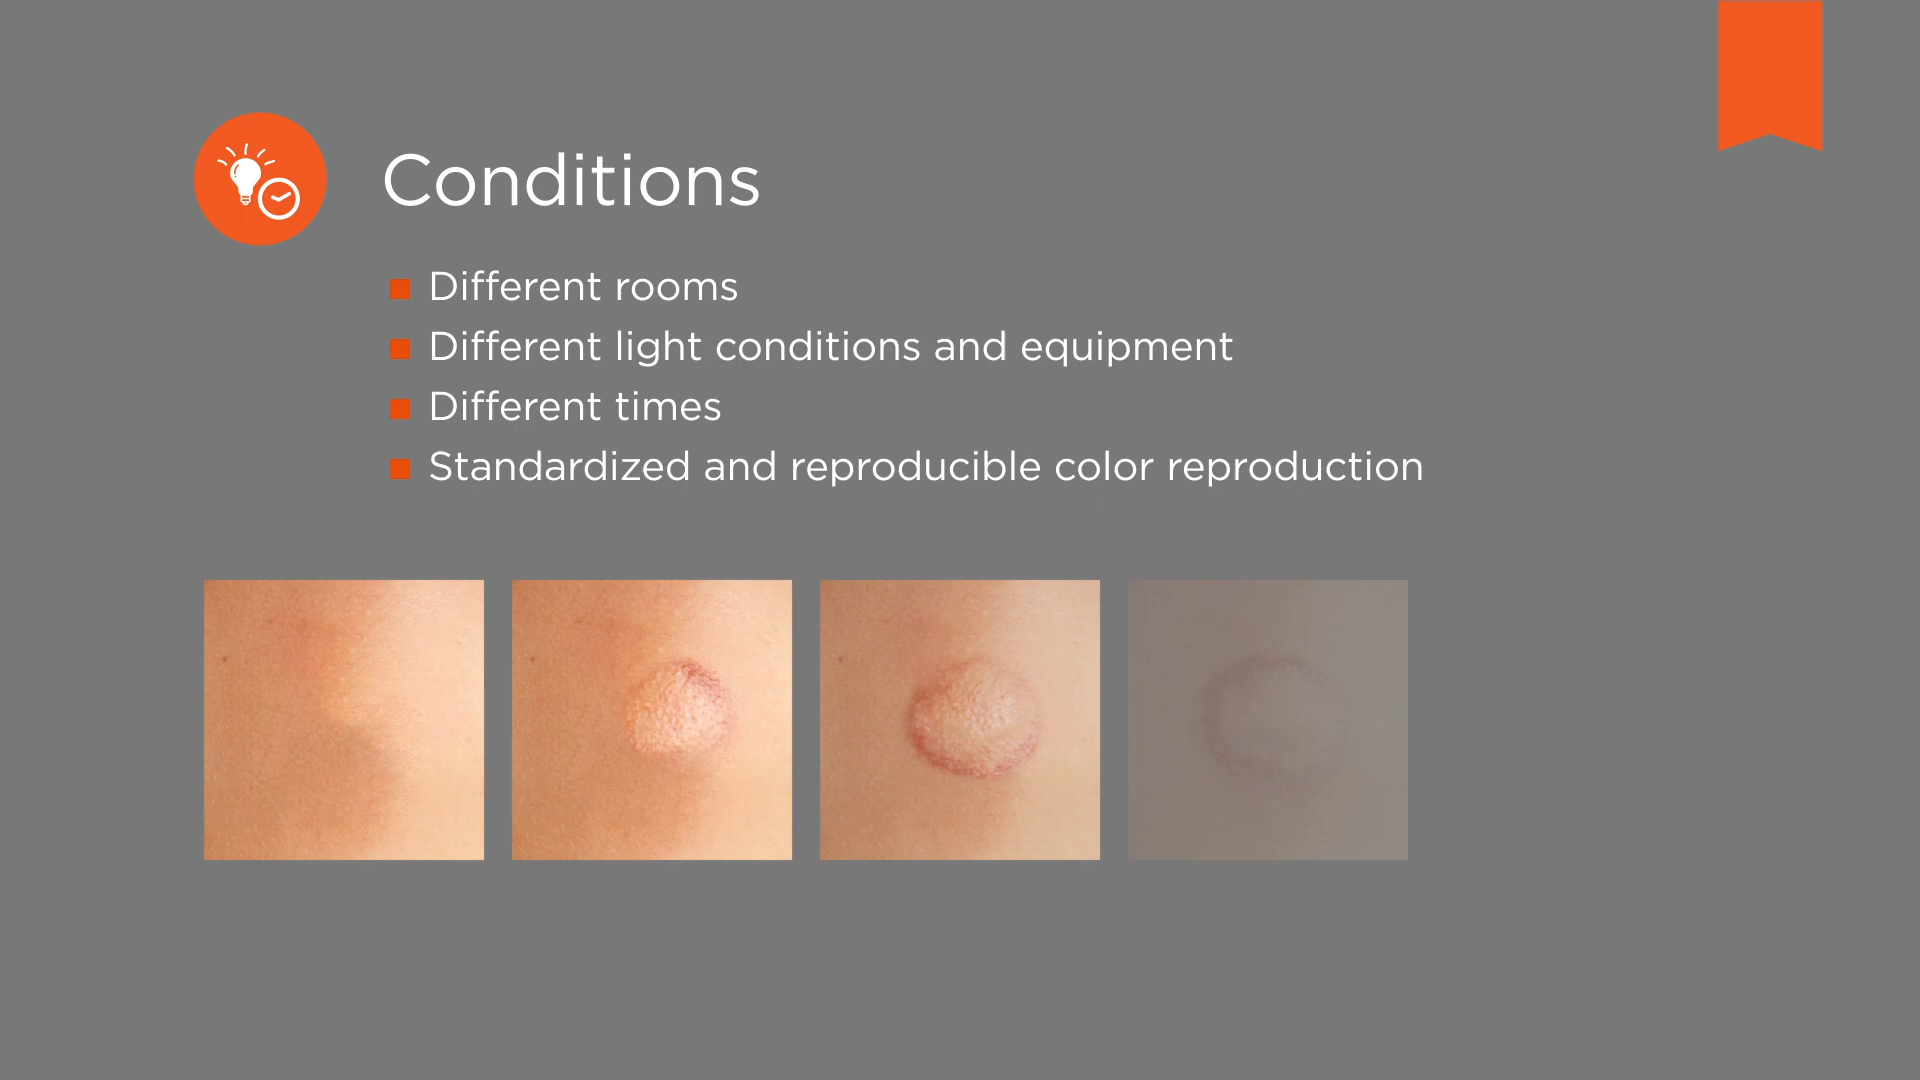 Conditions
Different rooms
Different light conditions and equipment
Different times
Standardized and reproducible color reproduction